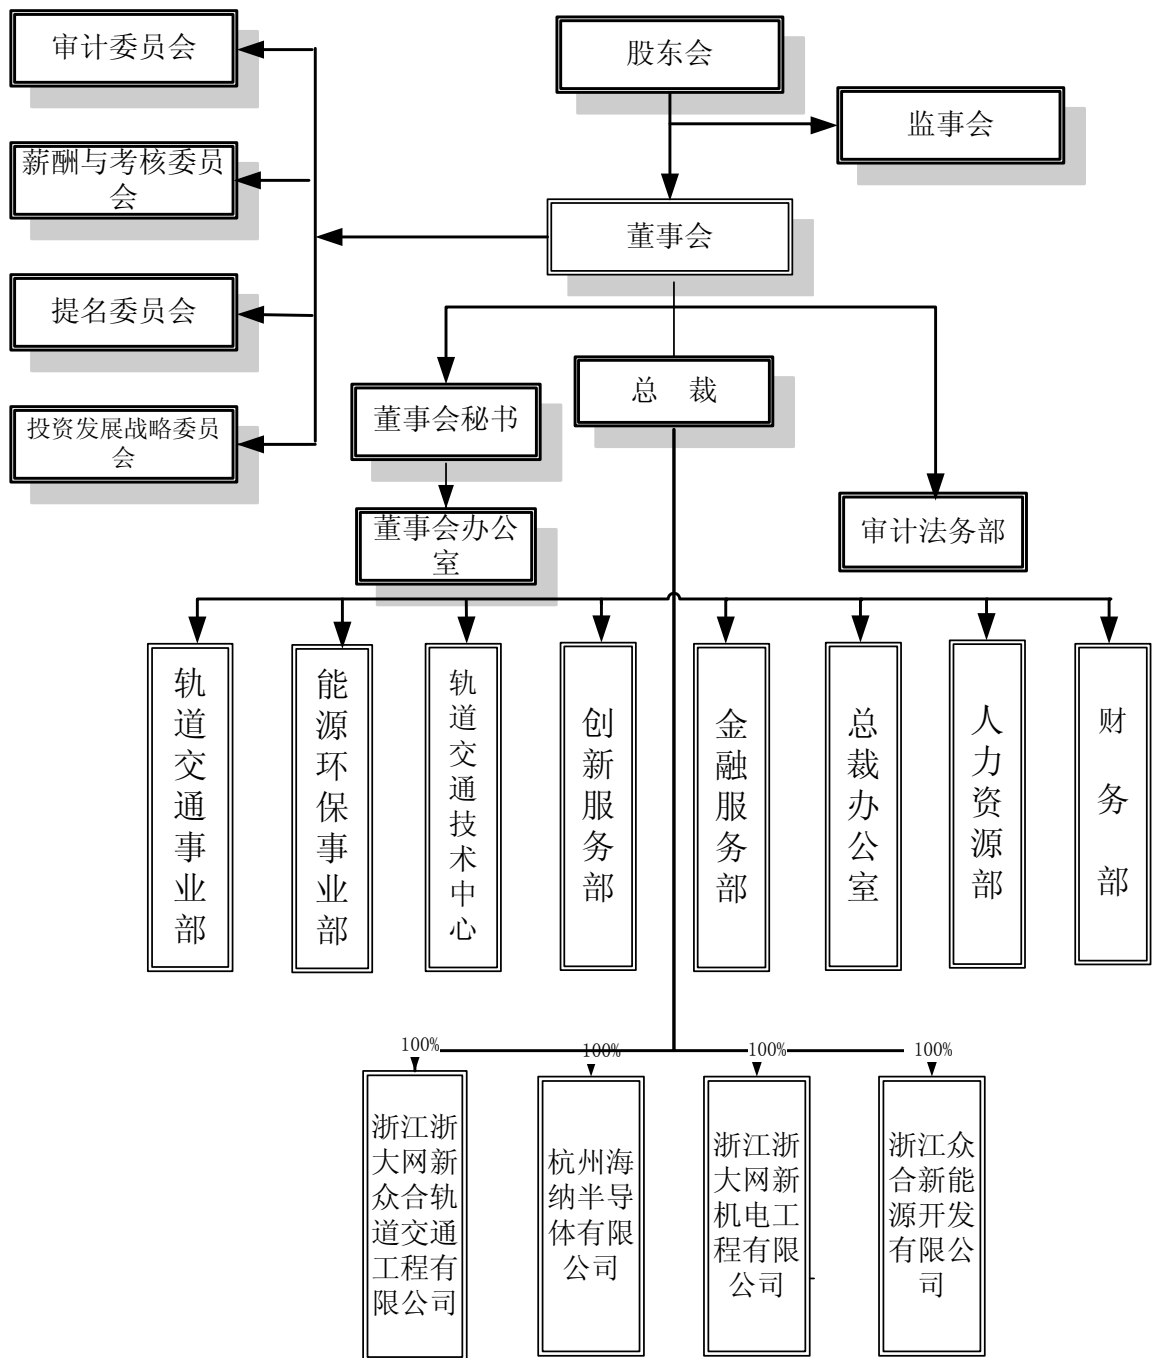 审计委员会
股东会
监事会
薪酬与考核委员
会
董事会
提名委员会
总 裁
董事会秘书
投资发展战略委员
会
董事会办公
室
审计法务部
轨道交通事业部
能源环保事业部
轨道交通技术中心
创新服务部
金融服务部
总裁办公室
人力资源部
财务部
100%
100%
100%
100%
浙江浙
大网新
众合轨
道交通
工程有
限公司
杭州海
纳半导
体有限
公司
浙江浙
大网新
机电工
程有限
公司
浙江众
合新能
源开发
有限公
司